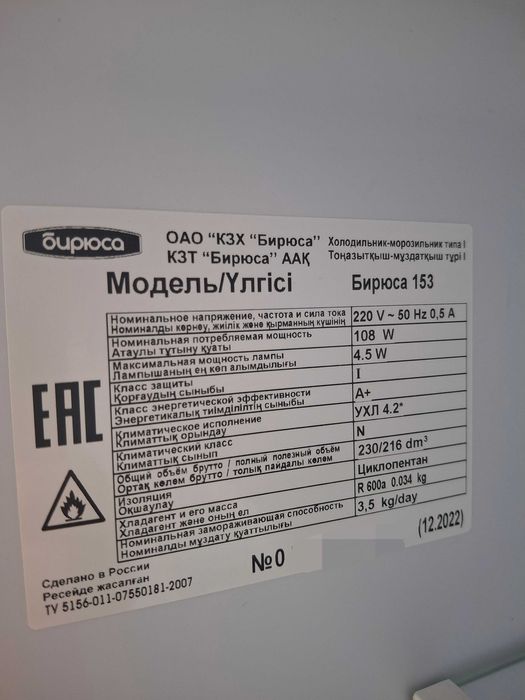 бирюса
ОАО "КЗХ "Бирюса" Холодильник-морозильник типа I
КЗТ "Бирюса" ААҚ Тоңазытқыш-мұздатқыш түрі I
Модель/Үлгісі Бирюса 153
Номинальное напряжение, частота и сила тока 220 V ~ 50 Hz 0,5 A
Номиналды кернеу, жиілік және қырманның күшінің
Номинальная потребляемая мощность 108 W
Атаулы тұтыну қуаты
Максимальная мощность лампы 4.5 W
Лампышаның ең көп алымдылығы
Класс защиты I
Қорғаудың сыныбы
Класс энергетической эффективности A+
Энергетикалық тиімділіктің сыныбы
Климатическое исполнение УХЛ 4.2*
Климаттық орындау
Климатический класс N
Климаттық сынып
Общий объём брутто / полный полезный объём 230/216 dm³
Ортақ көлем брутто / толық пайдалы көлем
Изоляция Циклопентан
Оқшаулау
Хладагент и его масса R 600a 0.034 kg
Хладагент және оның ел
Номинальная замораживающая способность 3,5 kg/day
Номиналды мұздату қуаттылығы
ЕАС
(12.2022)
№0
Сделано в России
Ресейде жасалған
ТУ 5156-011-07550181-2007